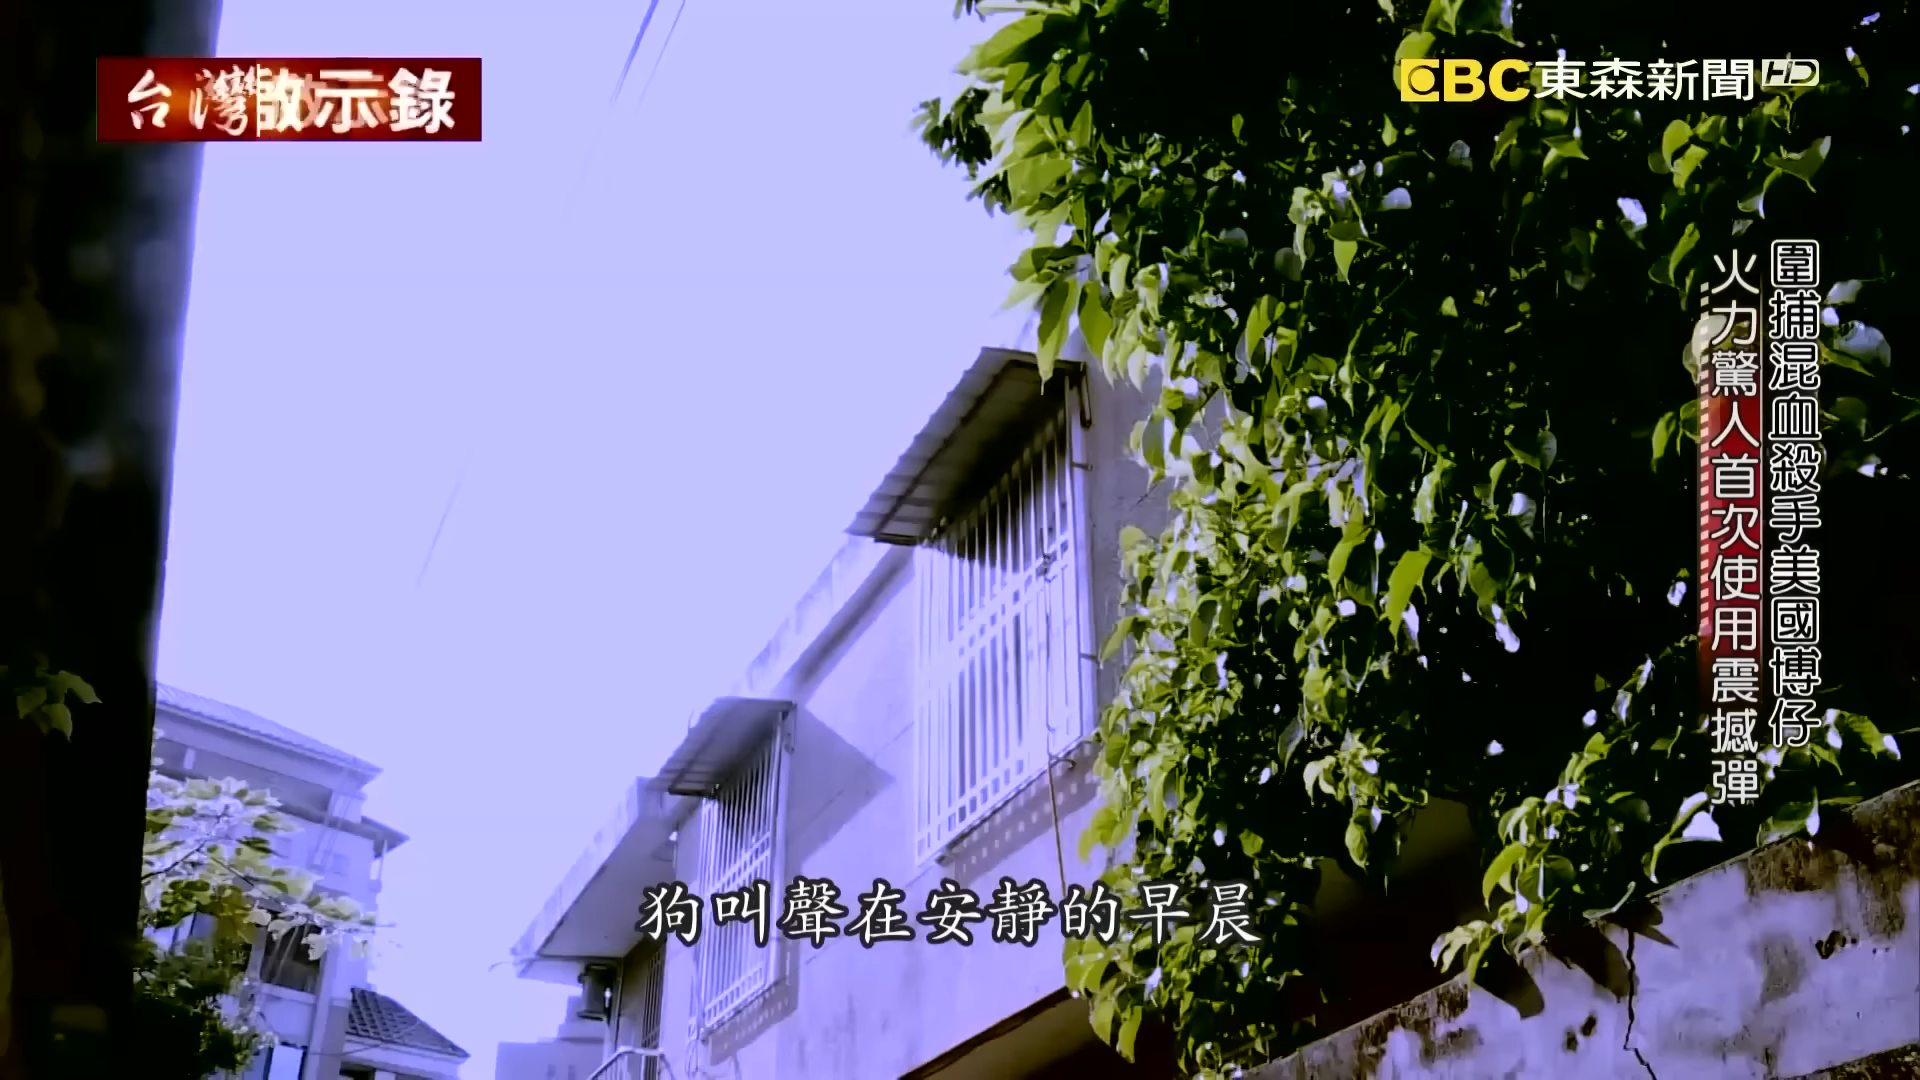 台灣啟示錄
EBC東森新聞HD
圍捕混血殺手美國博仔
火力驚人首次使用震撼彈
狗叫聲在安靜的早晨